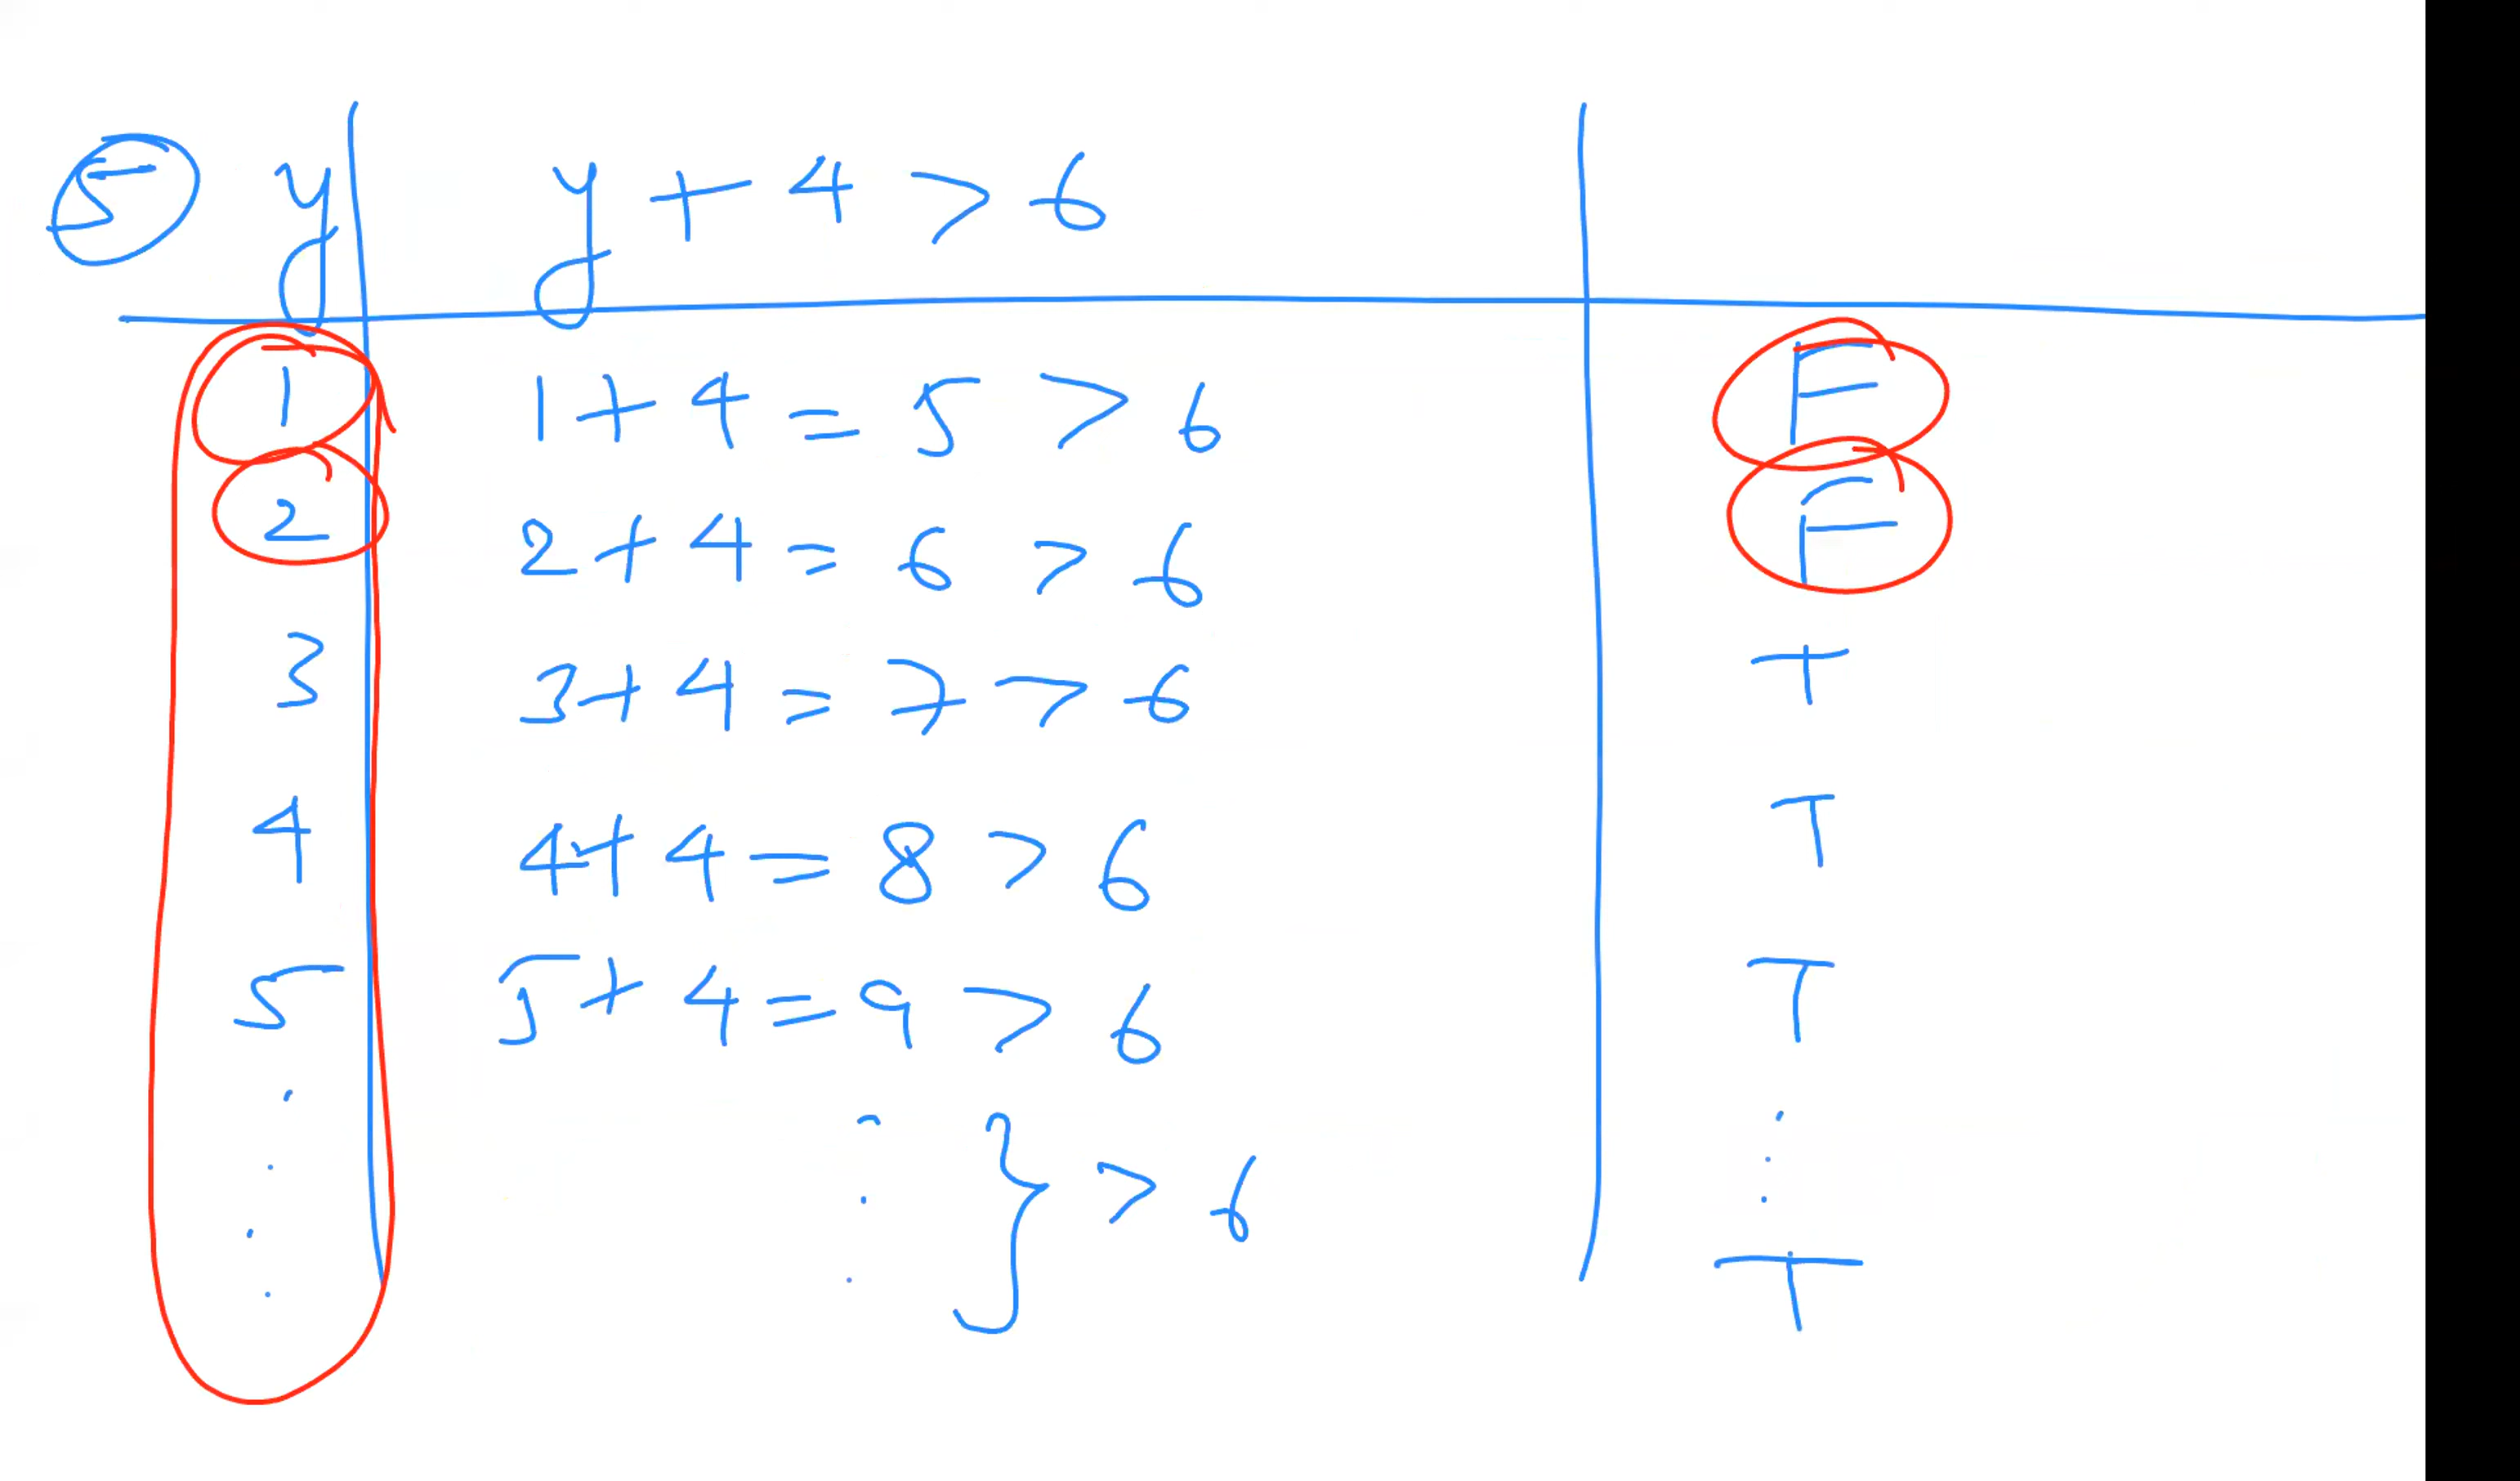 5 y y + 4 > 6
1 1 + 4 = 5 > 6 F
2 2 + 4 = 6 > 6 F
3 3 + 4 = 7 > 6 T
4 4 + 4 = 8 > 6 T
5 5 + 4 = 9 > 6 T
. . .
. . } > 6 .
. . .
. T